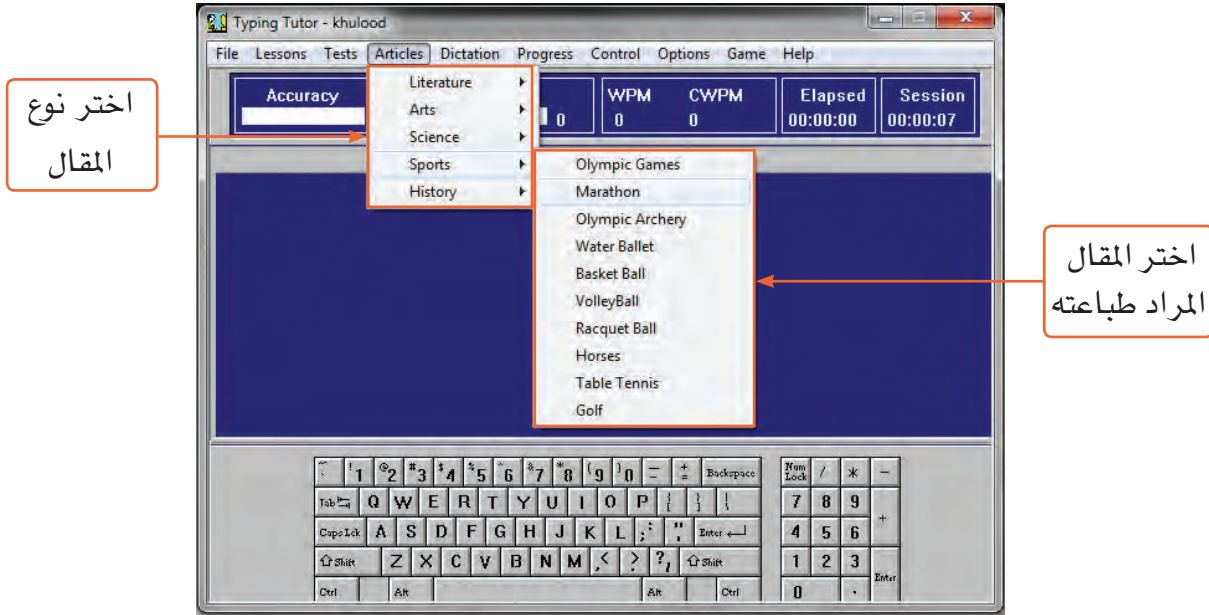 Typing Tutor - khulood
File Lessons Tests Articles Dictation Progress Control Options Game Help
Accuracy
0
WPM CWPM
0 0
Elapsed
00:00:00
Session
00:00:07
Literature
Arts
Science
Sports
History
Olympic Games
Marathon
Olympic Archery
Water Ballet
Basket Ball
VolleyBall
Racquet Ball
Horses
Table Tennis
Golf
اختر نوع
المقال
اختر المقال
المراد طباعته
! 1 @ 2 # 3 $ 4 % 5 ^ 6 & 7 * 8 ( 9 ) 0 _ - + = Backspace
Tab Q W E R T Y U I O P { [ } ] | \
Caps Lck A S D F G H J K L : ; " ' Enter
Shift Z X C V B N M < , > . ? / Shift
Ctrl Alt Alt Ctrl
Num Lock / * -
7 8 9 +
4 5 6
1 2 3 Enter
0 .